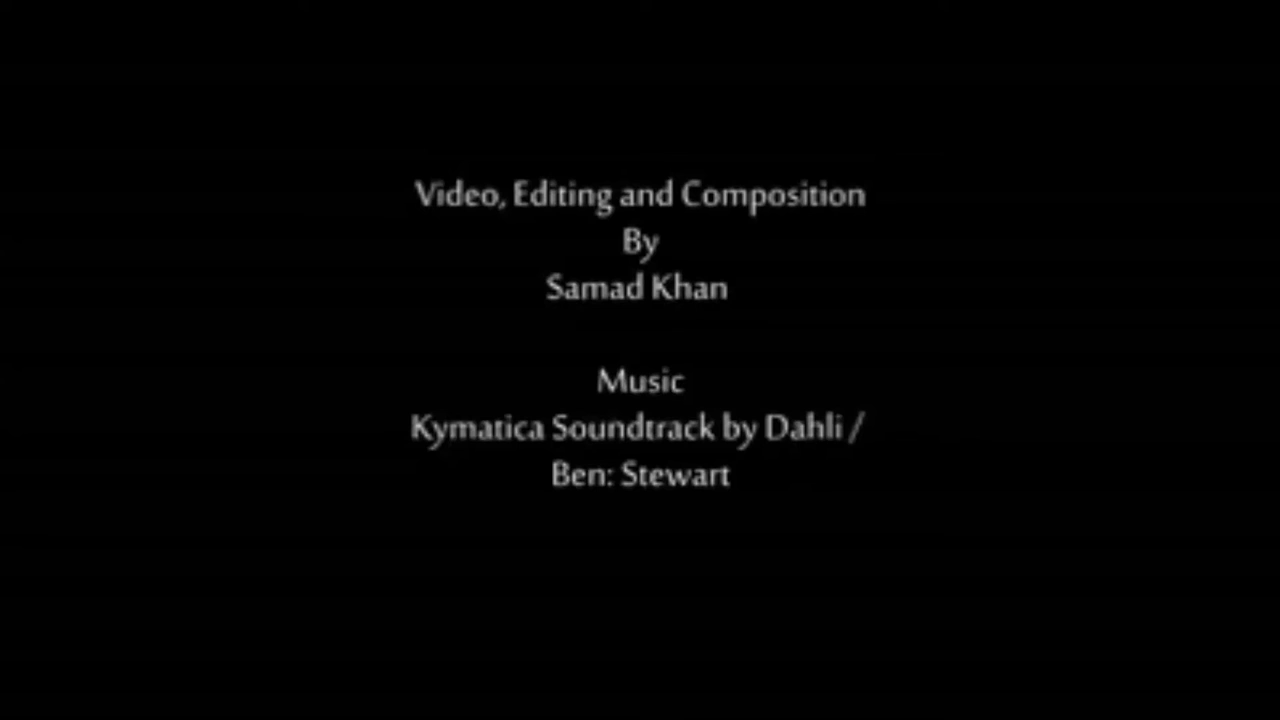 Video, Editing and Composition
By
Samad Khan
Music
Kymatica Soundtrack by Dahli /
Ben: Stewart